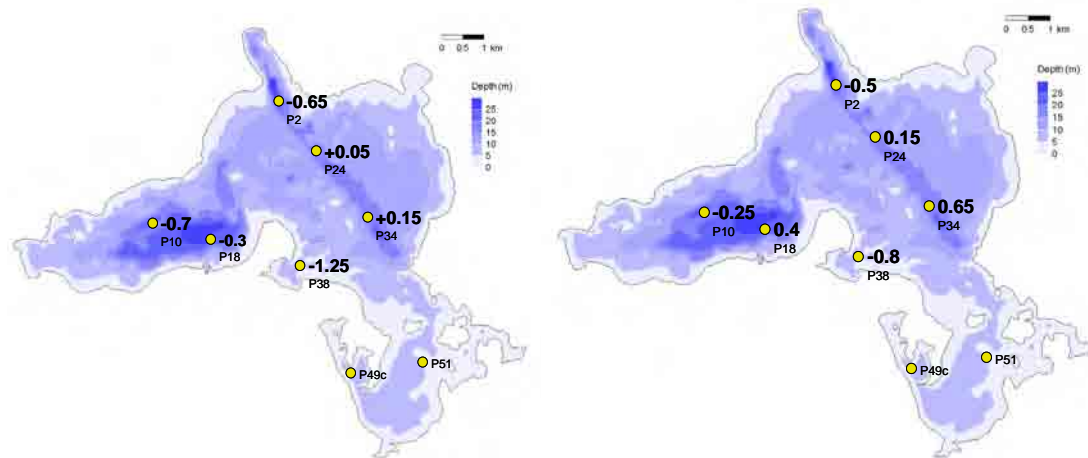 0 0.5 1 km
Depth (m)
25
20
15
10
5
0
-0.65
P2
+0.05
P24
+0.15
P34
-0.7
P10
-0.3
P18
-1.25
P38
P49c
P51
0 0.5 1 km
Depth (m)
25
20
15
10
5
0
-0.5
P2
0.15
P24
0.65
P34
-0.25
P10
0.4
P18
-0.8
P38
P49c
P51